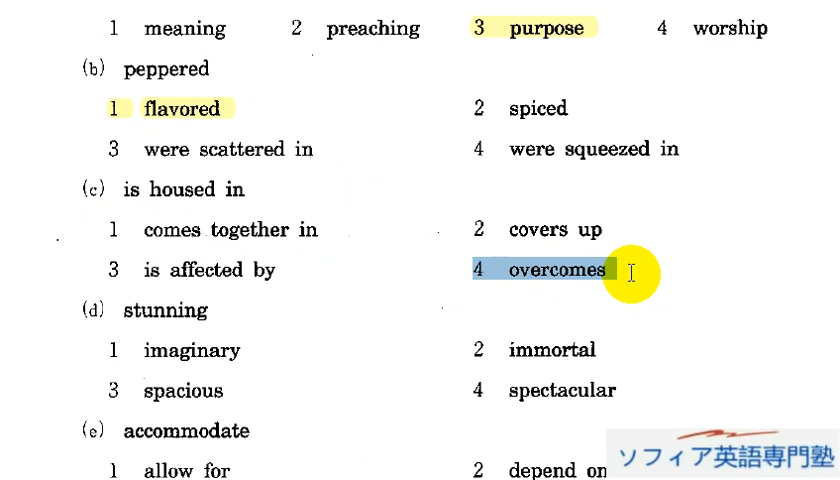 1 meaning 2 preaching 3 purpose 4 worship
(b) peppered
1 flavored 2 spiced
3 were scattered in 4 were squeezed in
(c) is housed in
1 comes together in 2 covers up
3 is affected by 4 overcomes
(d) stunning
1 imaginary 2 immortal
3 spacious 4 spectacular
(e) accommodate
1 allow for 2 depend on
ソフィア英語専門塾